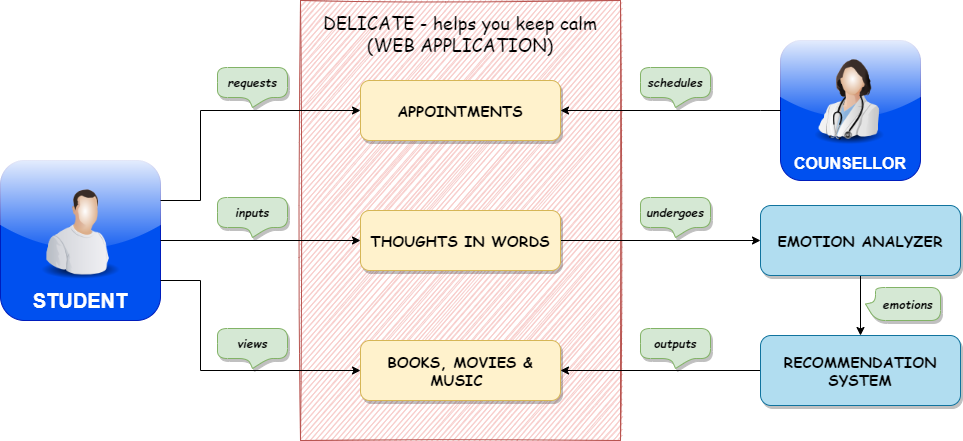 DELICATE - helps you keep calm
(WEB APPLICATION)
requests
schedules
APPOINTMENTS
COUNSELLOR
inputs
undergoes
THOUGHTS IN WORDS
EMOTION ANALYZER
STUDENT
emotions
views
outputs
BOOKS, MOVIES &
MUSIC
RECOMMENDATION
SYSTEM